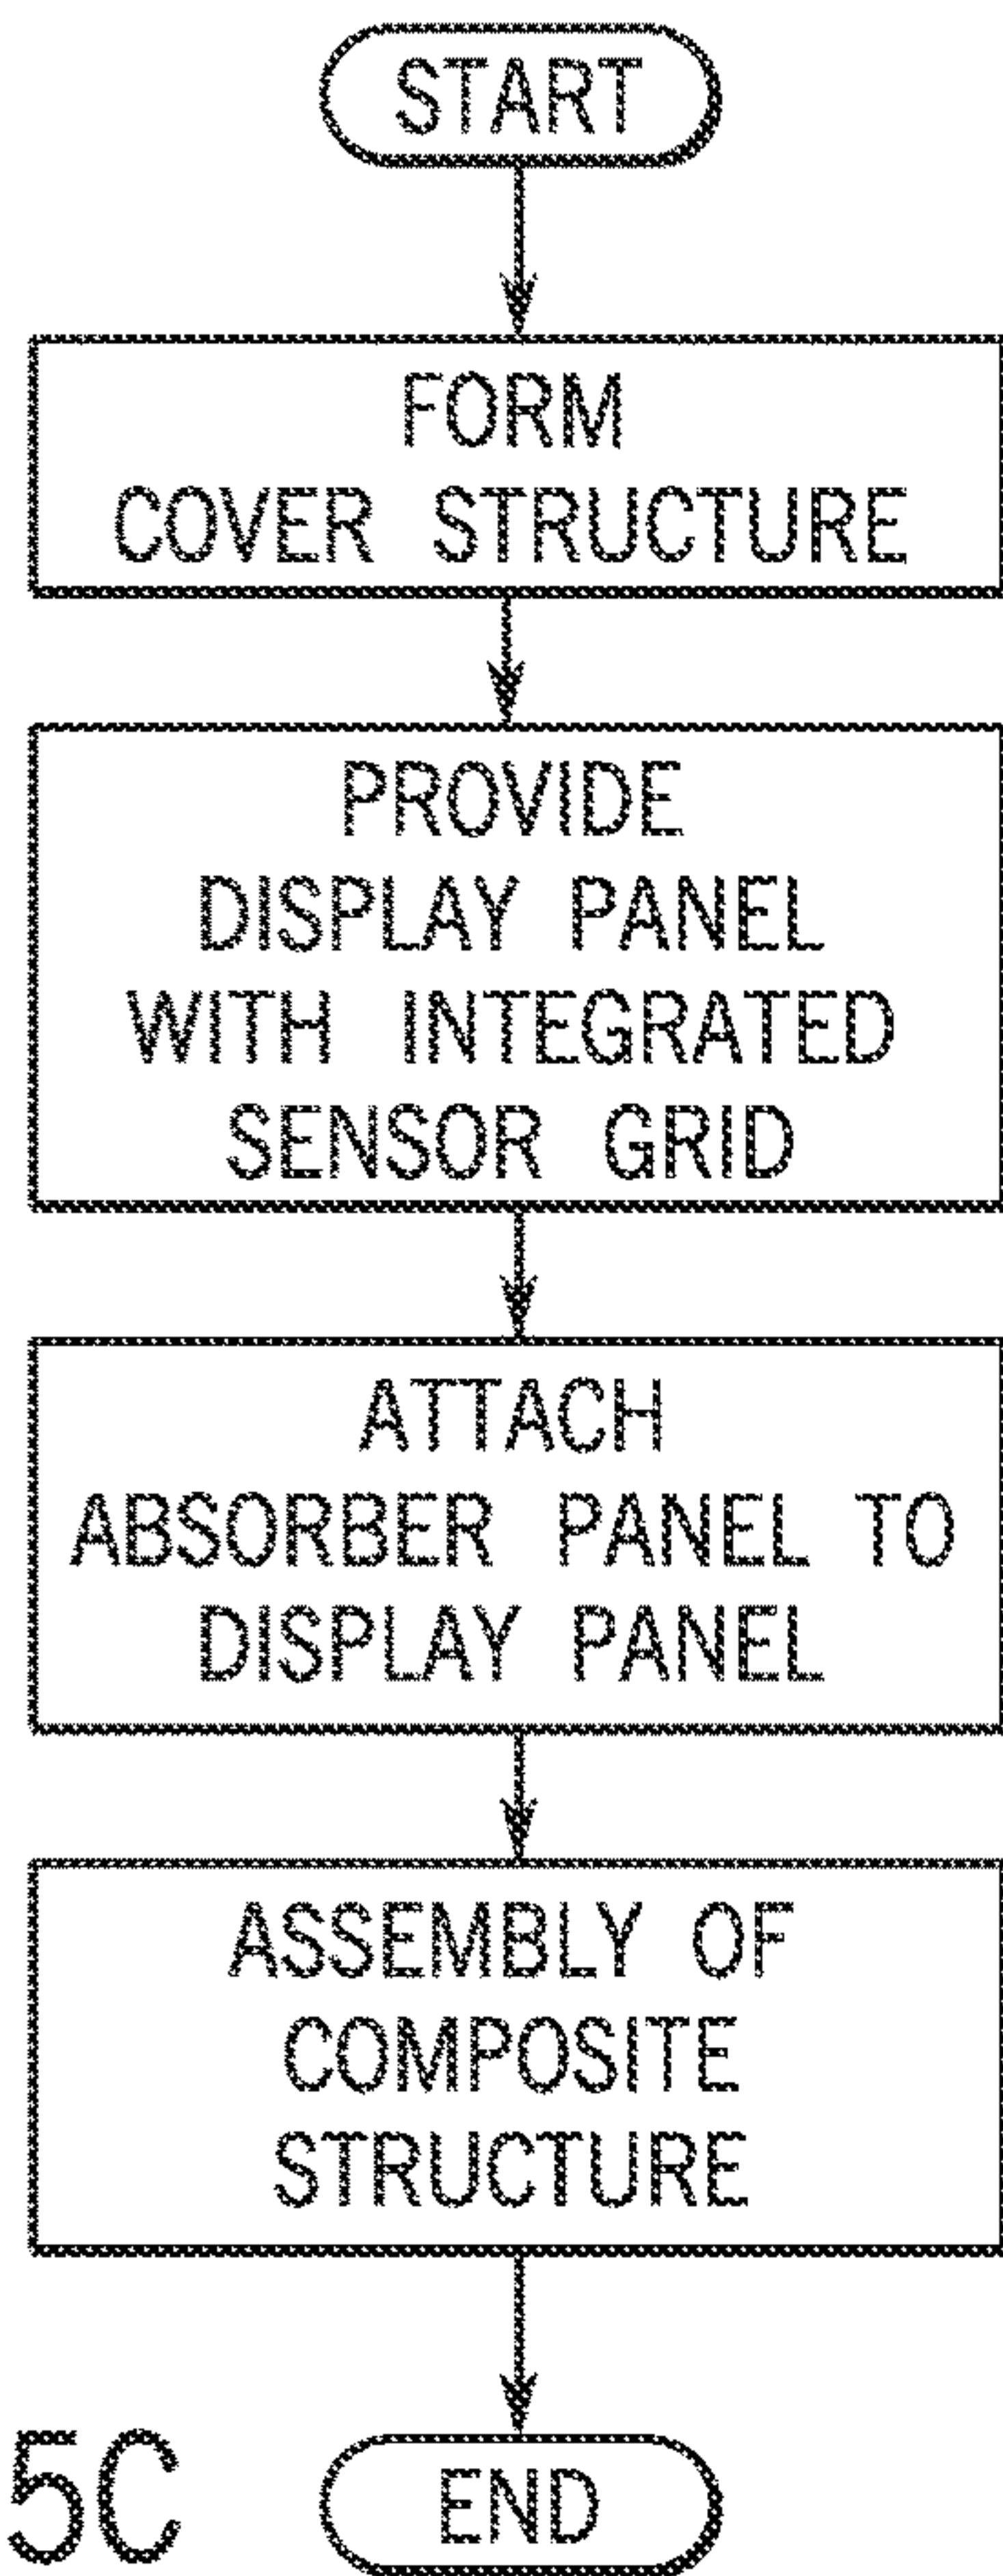 START
FORM
COVER STRUCTURE
PROVIDE
DISPLAY PANEL
WITH INTEGRATED
SENSOR GRID
ATTACH
ABSORBER PANEL TO
DISPLAY PANEL
ASSEMBLY OF
COMPOSITE
STRUCTURE
5C
END